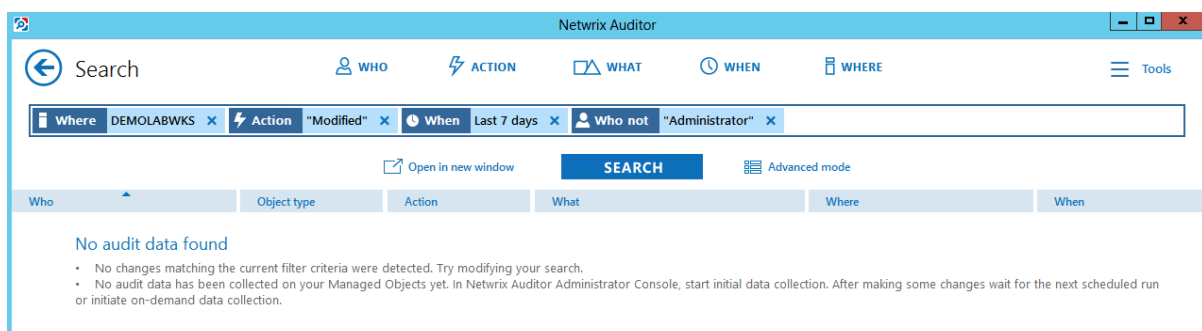 Netwrix Auditor
Search
WHO
ACTION
WHAT
WHEN
WHERE
Tools
Where DEMOLABWKS Action "Modified" When Last 7 days Who not "Administrator"
Open in new window
SEARCH
Advanced mode
Who Object type Action What Where When
No audit data found
• No changes matching the current filter criteria were detected. Try modifying your search.
• No audit data has been collected on your Managed Objects yet. In Netwrix Auditor Administrator Console, start initial data collection. After making some changes wait for the next scheduled run
or initiate on-demand data collection.